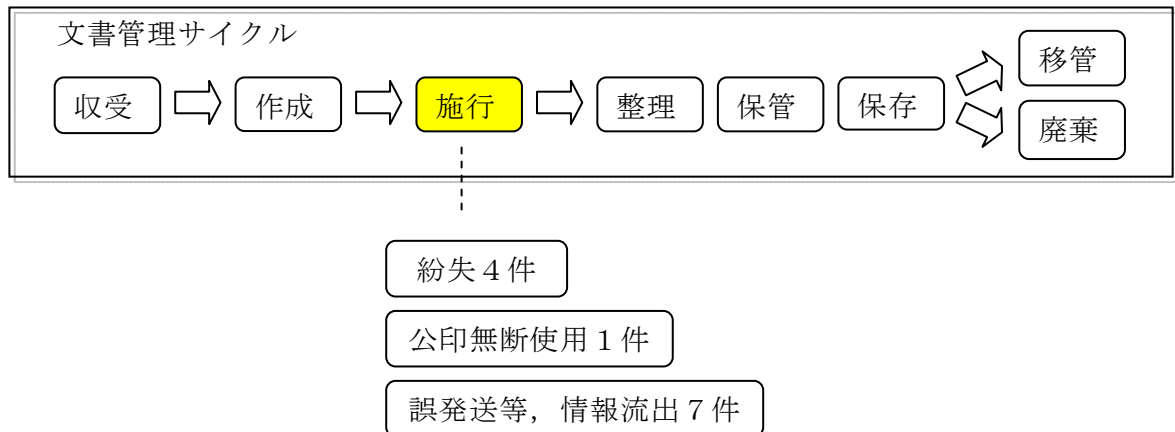 文書管理サイクル
収受
作成
施行
整理
保管
保存
移管
廃棄
紛失４件
公印無断使用１件
誤発送等，情報流出７件